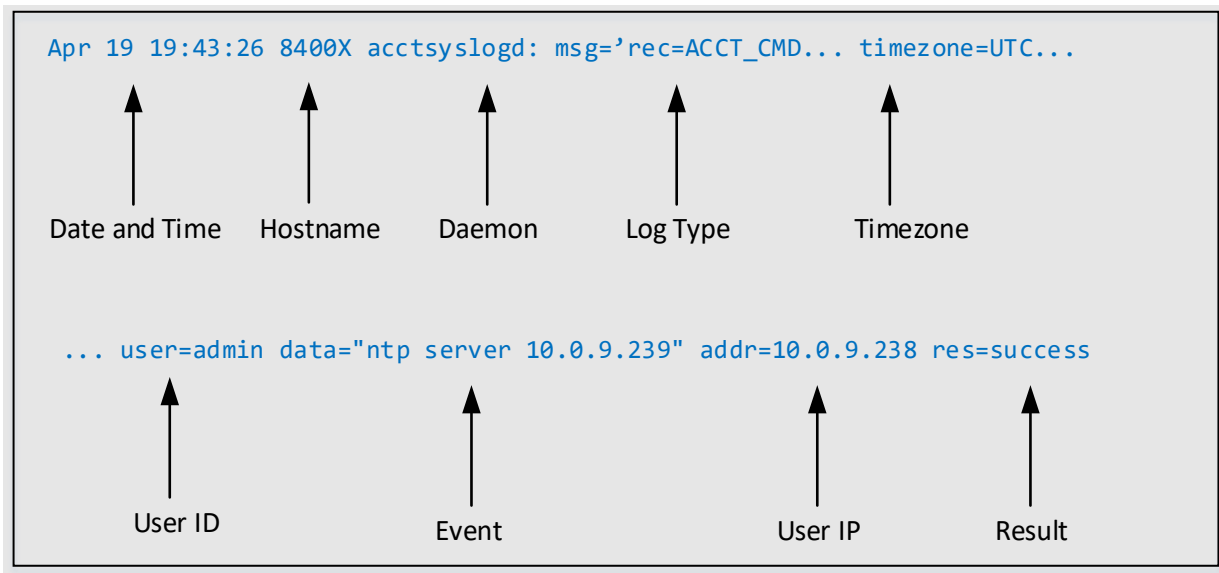 Apr 19 19:43:26 8400X acctsyslogd: msg=’rec=ACCT_CMD... timezone=UTC...
Date and Time Hostname Daemon Log Type Timezone
... user=admin data="ntp server 10.0.9.239" addr=10.0.9.238 res=success
User ID Event User IP Result